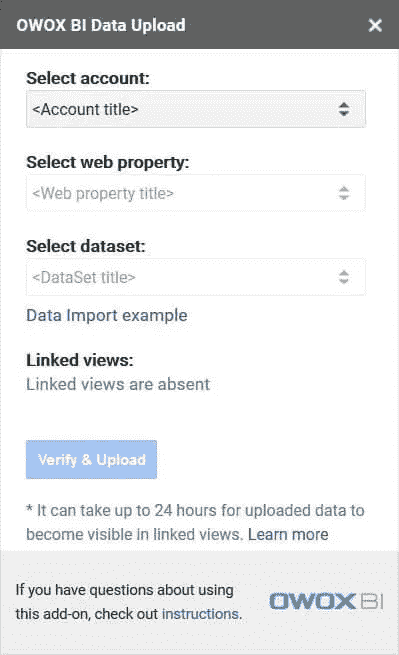 OWOX BI Data Upload ×
Select account:
<Account title>
Select web property:
<Web property title>
Select dataset:
<DataSet title>
Data Import example
Linked views:
Linked views are absent
Verify & Upload
* It can take up to 24 hours for uploaded data to
become visible in linked views. Learn more
If you have questions about using
this add-on, check out instructions.
OWOX BI